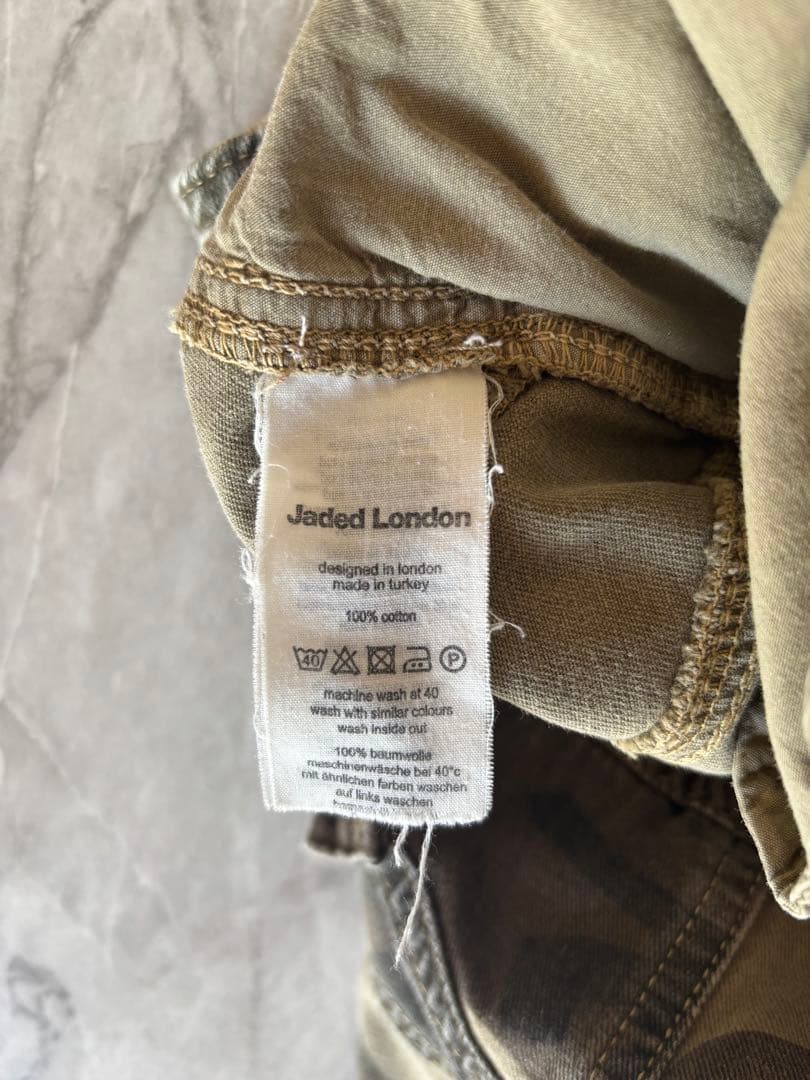 Jaded London
designed in london
made in turkey
100% cotton
40 P
machine wash at 40
wash with similar colours
wash inside out
100% baumwolle
maschinenwäsche bei 40°c
mit ähnlichen farben waschen
auf links waschen